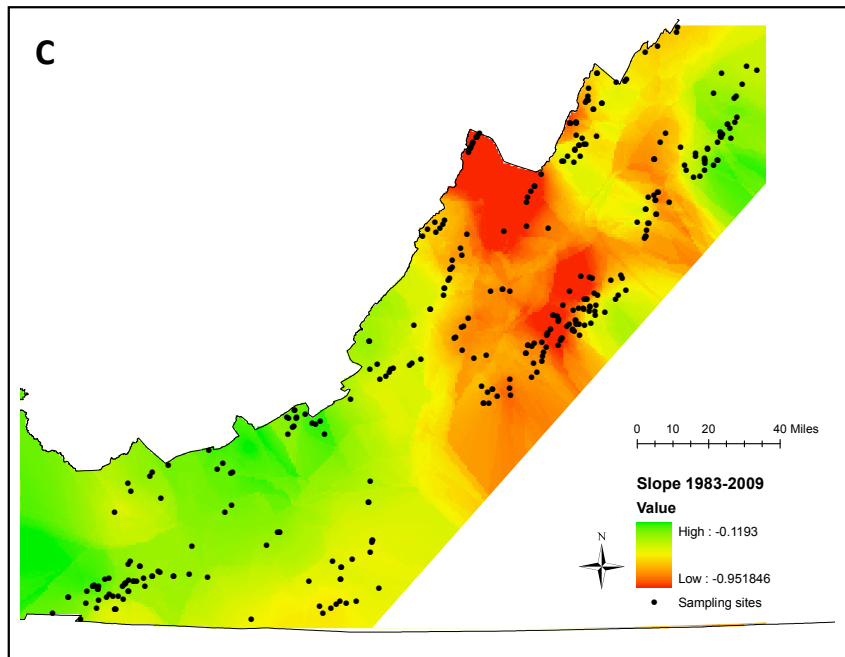 C
0 10 20 40 Miles
Slope 1983-2009
Value
High : -0.1193
Low : -0.951846
Sampling sites
N